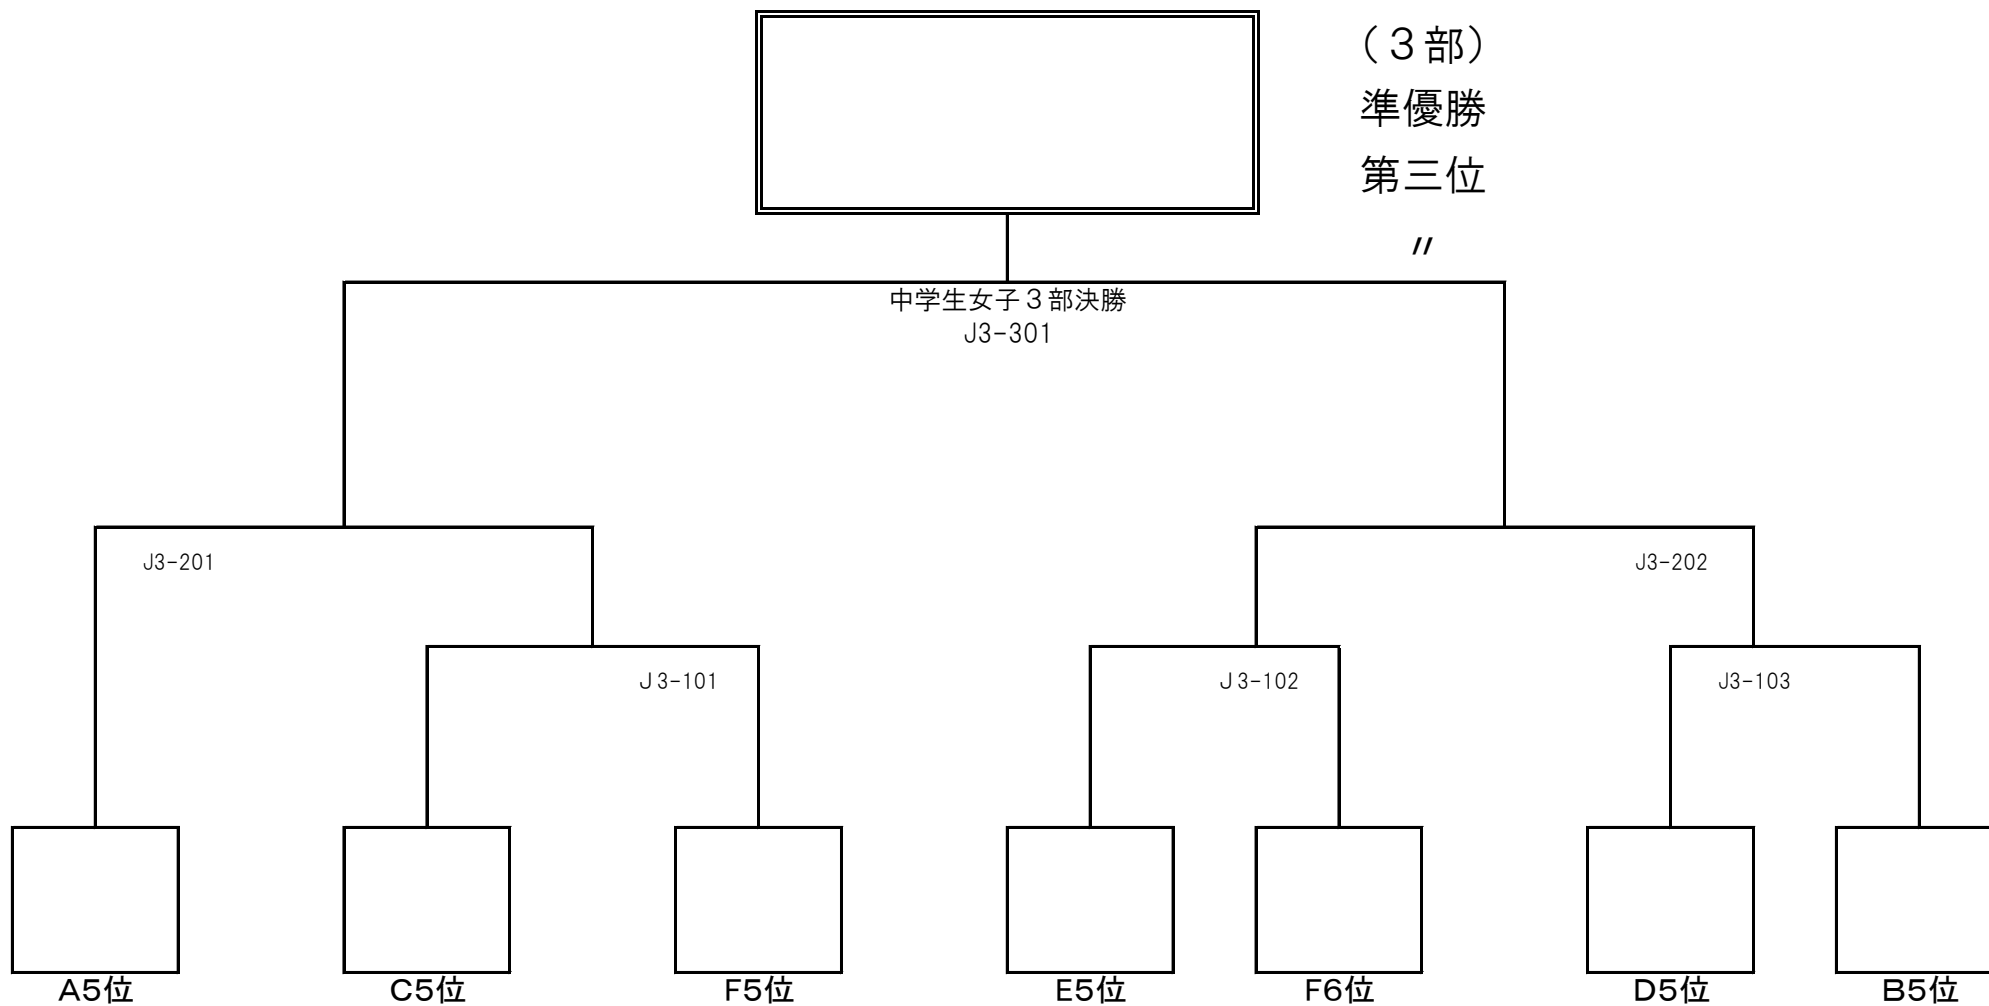 （３部）
準優勝
第三位
〃
中学生女子３部決勝
J3-301
J3-201
J3-202
Ｊ3-101
Ｊ3-102
J3-103
A5位
C5位
F5位
E5位
F6位
D5位
B5位